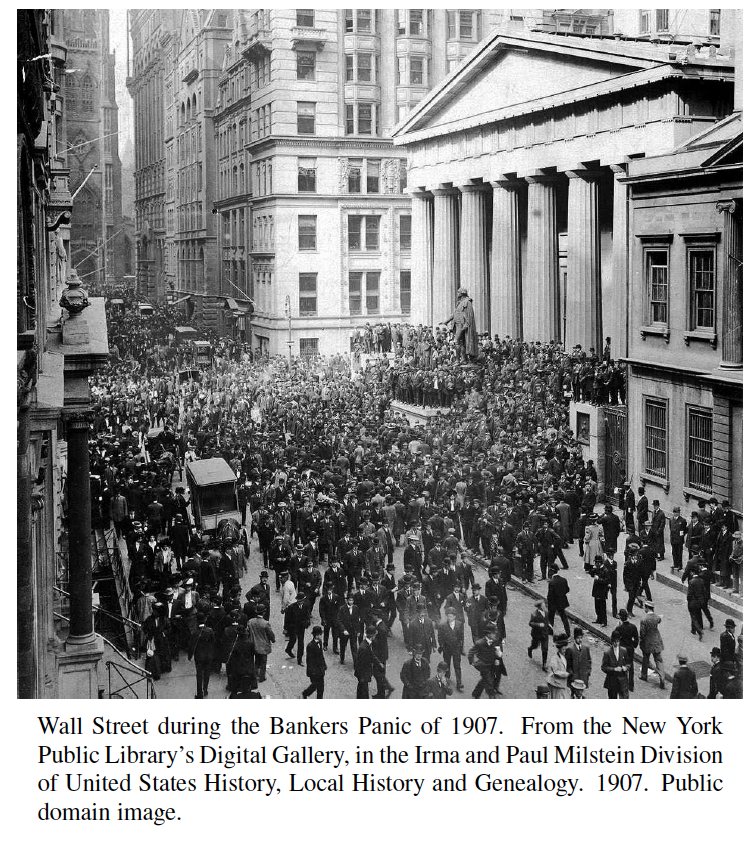 Wall Street during the Bankers Panic of 1907. From the New York
Public Library's Digital Gallery, in the Irma and Paul Milstein Division
of United States History, Local History and Genealogy. 1907. Public
domain image.